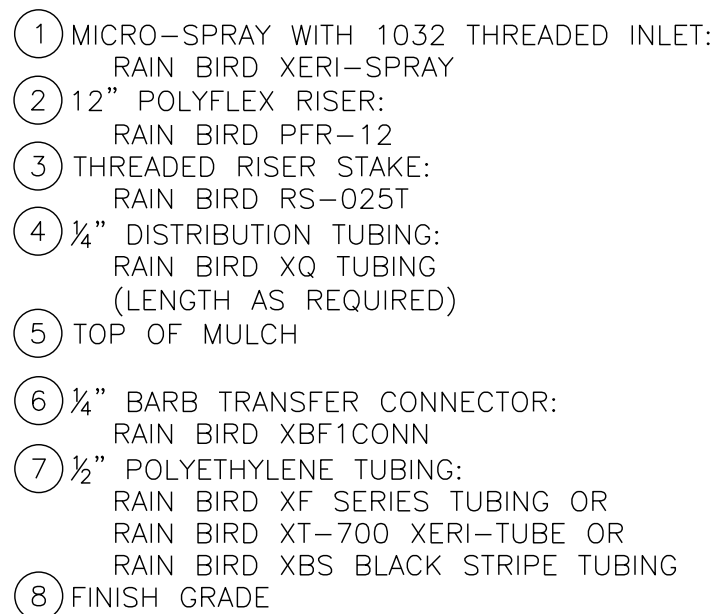 1 MICRO-SPRAY WITH 1032 THREADED INLET:
RAIN BIRD XERI-SPRAY
2 12" POLYFLEX RISER:
RAIN BIRD PFR-12
3 THREADED RISER STAKE:
RAIN BIRD RS-025T
4 ¼" DISTRIBUTION TUBING:
RAIN BIRD XQ TUBING
(LENGTH AS REQUIRED)
5 TOP OF MULCH
6 ¼" BARB TRANSFER CONNECTOR:
RAIN BIRD XBF1CONN
7 ½" POLYETHYLENE TUBING:
RAIN BIRD XF SERIES TUBING OR
RAIN BIRD XT-700 XERI-TUBE OR
RAIN BIRD XBS BLACK STRIPE TUBING
8 FINISH GRADE